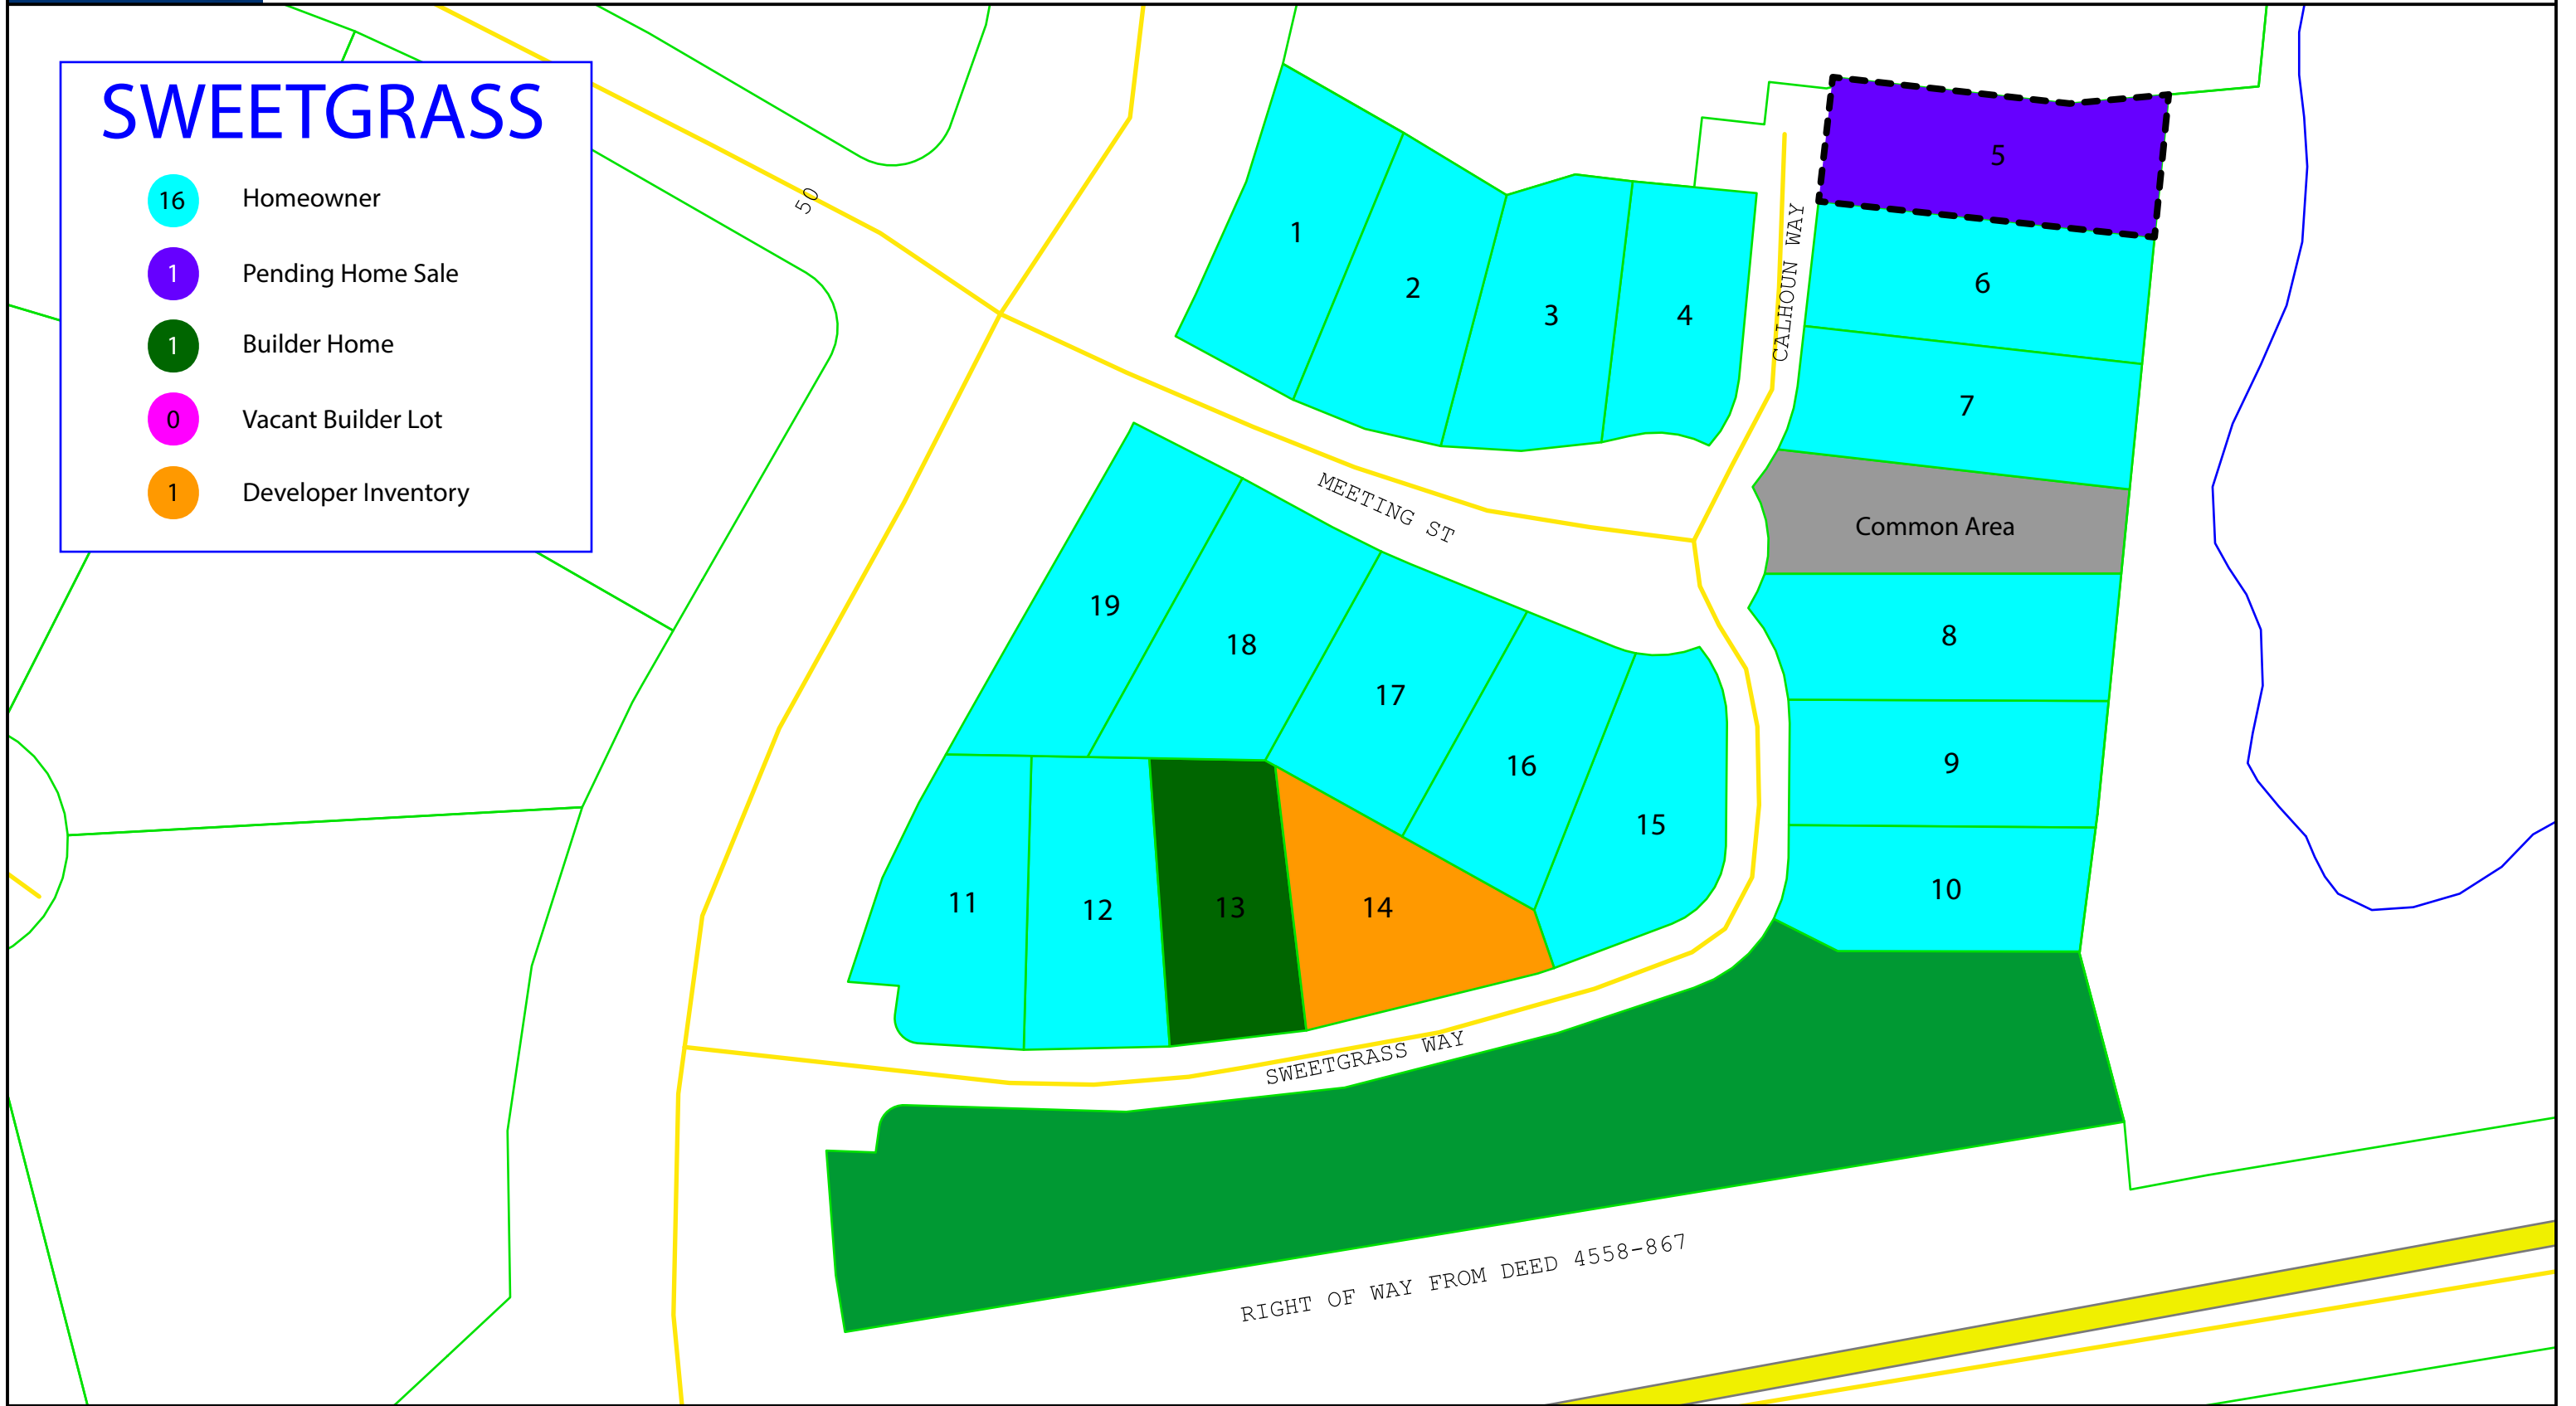 SWEETGRASS
16 Homeowner
1 Pending Home Sale
1 Builder Home
0 Vacant Builder Lot
1 Developer Inventory
50
1
2
3
4
CALHOUN WAY
5
6
7
MEETING ST
Common Area
8
9
10
19
18
17
16
15
11
12
13
14
SWEETGRASS WAY
RIGHT OF WAY FROM DEED 4558-867